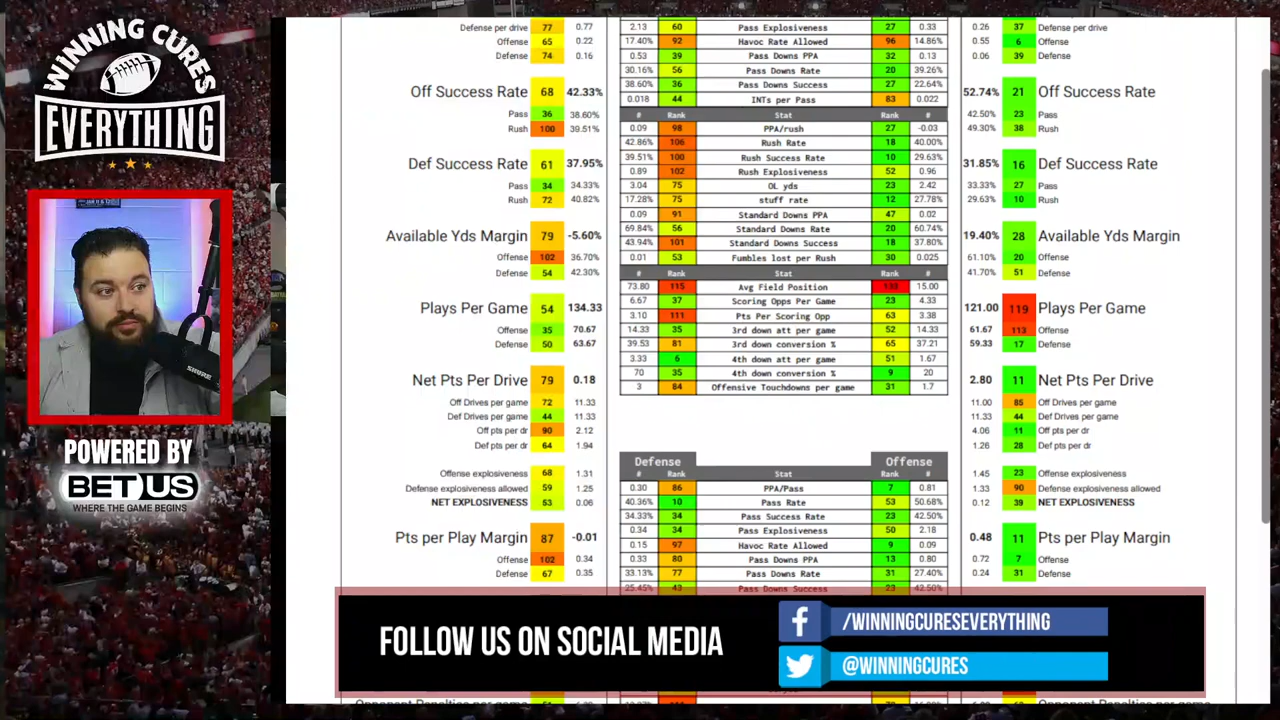 WINNING CURES
EVERYTHING
POWERED BY
BETUS
WHERE THE GAME BEGINS
SHURE
Defense per drive 77 0.77
Offense 65 0.22
Defense 74 0.16
Off Success Rate 68 42.33%
Pass 36 38.60%
Rush 100 39.51%
Def Success Rate 61 37.95%
Pass 34 34.33%
Rush 72 40.82%
Available Yds Margin 79 -5.60%
Offense 102 36.70%
Defense 54 42.30%
Plays Per Game 54 134.33
Offense 35 70.67
Defense 50 63.67
Net Pts Per Drive 79 0.18
Off Drives per game 72 11.33
Def Drives per game 44 11.33
Off pts per dr 90 2.12
Def pts per dr 64 1.94
Offense explosiveness 68 1.31
Defense explosiveness allowed 59 1.25
NET EXPLOSIVENESS 53 0.06
Pts per Play Margin 87 -0.01
Offense 102 0.34
Defense 67 0.35
2.13 60 Pass Explosiveness 27 0.33
17.40% 92 Havoc Rate Allowed 96 14.86%
0.53 39 Pass Downs PPA 32 0.13
30.16% 56 Pass Downs Rate 20 39.26%
38.60% 36 Pass Downs Success 27 22.64%
0.018 44 INTs per Pass 83 0.022
# Rank Stat Rank #
0.09 98 PPA/rush 27 -0.03
42.86% 106 Rush Rate 18 40.00%
39.51% 100 Rush Success Rate 10 29.63%
0.89 102 Rush Explosiveness 52 0.96
3.04 75 OL yds 23 2.42
17.28% 75 stuff rate 12 27.78%
0.09 91 Standard Downs PPA 47 0.02
69.84% 56 Standard Downs Rate 20 60.74%
43.94% 101 Standard Downs Success 18 37.80%
0.01 53 Fumbles lost per Rush 30 0.025
# Rank Stat Rank #
73.80 115 Avg Field Position 15.00
6.67 37 Scoring Opps Per Game 23 4.33
3.10 111 Pts Per Scoring Opp 63 3.38
14.33 35 3rd down att per game 52 14.33
39.53 81 3rd down conversion % 65 37.21
3.33 6 4th down att per game 51 1.67
70 35 4th down conversion % 9 20
3 84 Offensive Touchdowns per game 31 1.7
Defense Offense
# Rank Stat Rank #
0.30 86 PPA/Pass 7 0.81
40.36% 10 Pass Rate 53 50.68%
34.33% 34 Pass Success Rate 23 42.50%
0.34 34 Pass Explosiveness 50 2.18
0.15 97 Havoc Rate Allowed 9 0.09
0.33 80 Pass Downs PPA 13 0.80
33.13% 77 Pass Downs Rate 31 27.40%
25.45% 43 Pass Downs Success 23 42.50%
0.26 37 Defense per drive
0.55 6 Offense
0.06 39 Defense
52.74% 21 Off Success Rate
42.50% 23 Pass
49.30% 38 Rush
31.85% 16 Def Success Rate
33.33% 27 Pass
29.63% 10 Rush
19.40% 28 Available Yds Margin
61.10% 20 Offense
41.70% 51 Defense
121.00 119 Plays Per Game
61.67 113 Offense
59.33 17 Defense
2.80 11 Net Pts Per Drive
11.00 85 Off Drives per game
11.33 44 Def Drives per game
4.06 11 Off pts per dr
1.26 28 Def pts per dr
1.45 23 Offense explosiveness
1.33 90 Defense explosiveness allowed
0.12 39 NET EXPLOSIVENESS
0.48 11 Pts per Play Margin
0.72 7 Offense
0.24 31 Defense
FOLLOW US ON SOCIAL MEDIA
f /WINNINGCURESEVERYTHING
@WINNINGCURES